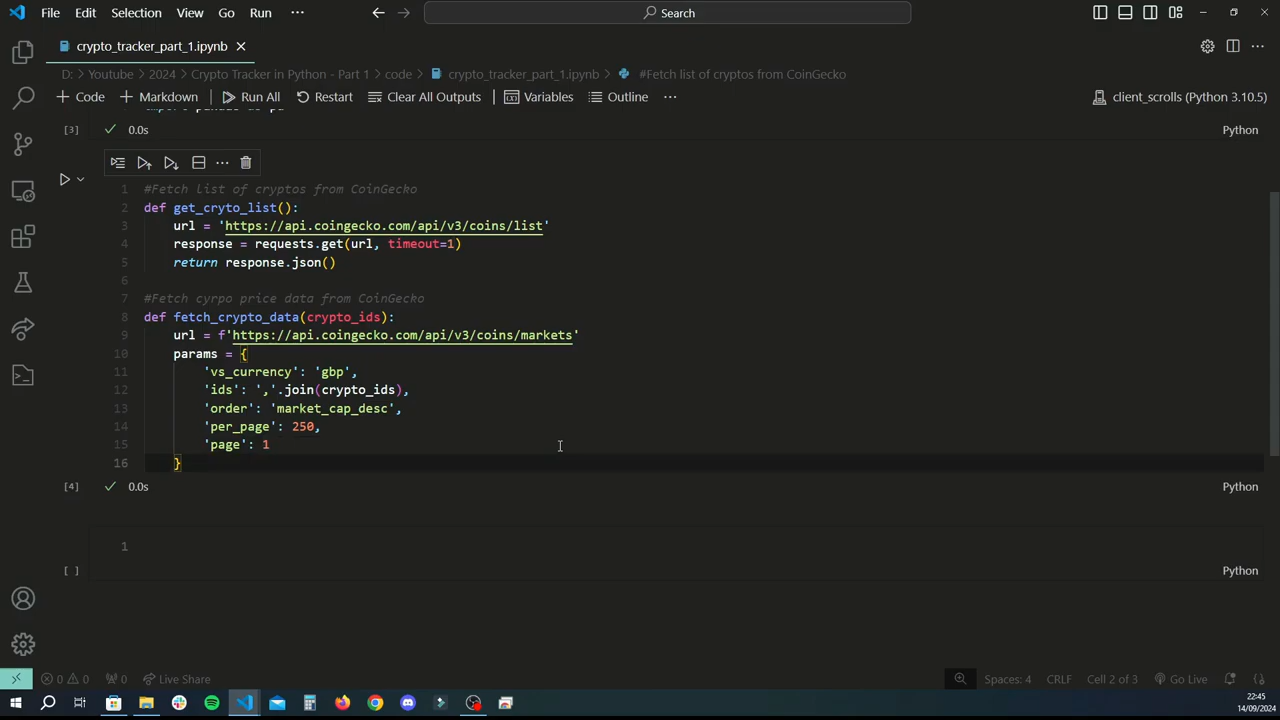 File Edit Selection View Go Run ··· Search
crypto_tracker_part_1.ipynb
D: > Youtube > 2024 > Crypto Tracker in Python - Part 1 > code > crypto_tracker_part_1.ipynb > #Fetch list of cryptos from CoinGecko
+ Code + Markdown Run All Restart Clear All Outputs Variables Outline ··· client_scrolls (Python 3.10.5)
[3] 0.0s Python
1 #Fetch list of cryptos from CoinGecko
2 def get_cryto_list():
3 url = 'https://api.coingecko.com/api/v3/coins/list'
4 response = requests.get(url, timeout=1)
5 return response.json()
6
7 #Fetch cyrpo price data from CoinGecko
8 def fetch_crypto_data(crypto_ids):
9 url = f'https://api.coingecko.com/api/v3/coins/markets'
10 params = {
11 'vs_currency': 'gbp',
12 'ids': ','.join(crypto_ids),
13 'order': 'market_cap_desc',
14 'per_page': 250,
15 'page': 1
16 }
[4] 0.0s Python
1
[ ] Python
0 0 0 Live Share Spaces: 4 CRLF Cell 2 of 3 Go Live
22:45
14/09/2024